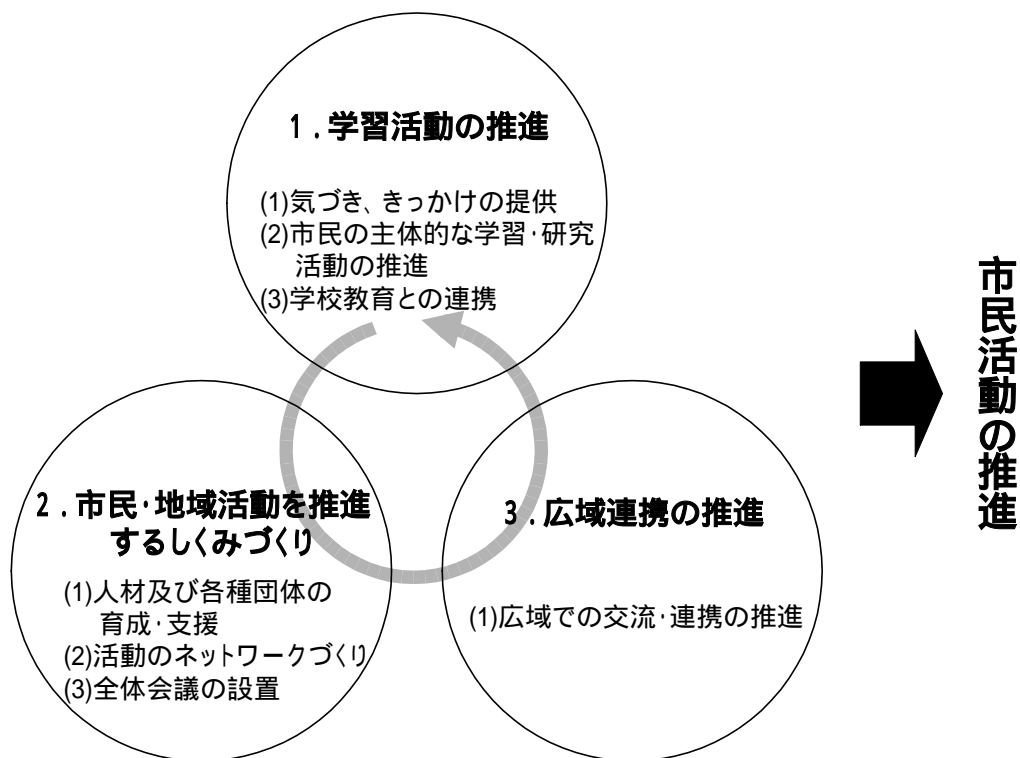 1．学習活動の推進
(1)気づき、きっかけの提供
(2)市民の主体的な学習･研究
活動の推進
(3)学校教育との連携
2．市民･地域活動を推進
するしくみづくり
(1)人材及び各種団体の
育成･支援
(2)活動のネットワークづくり
(3)全体会議の設置
3．広域連携の推進
(1)広域での交流･連携の推進
市民活動の推進